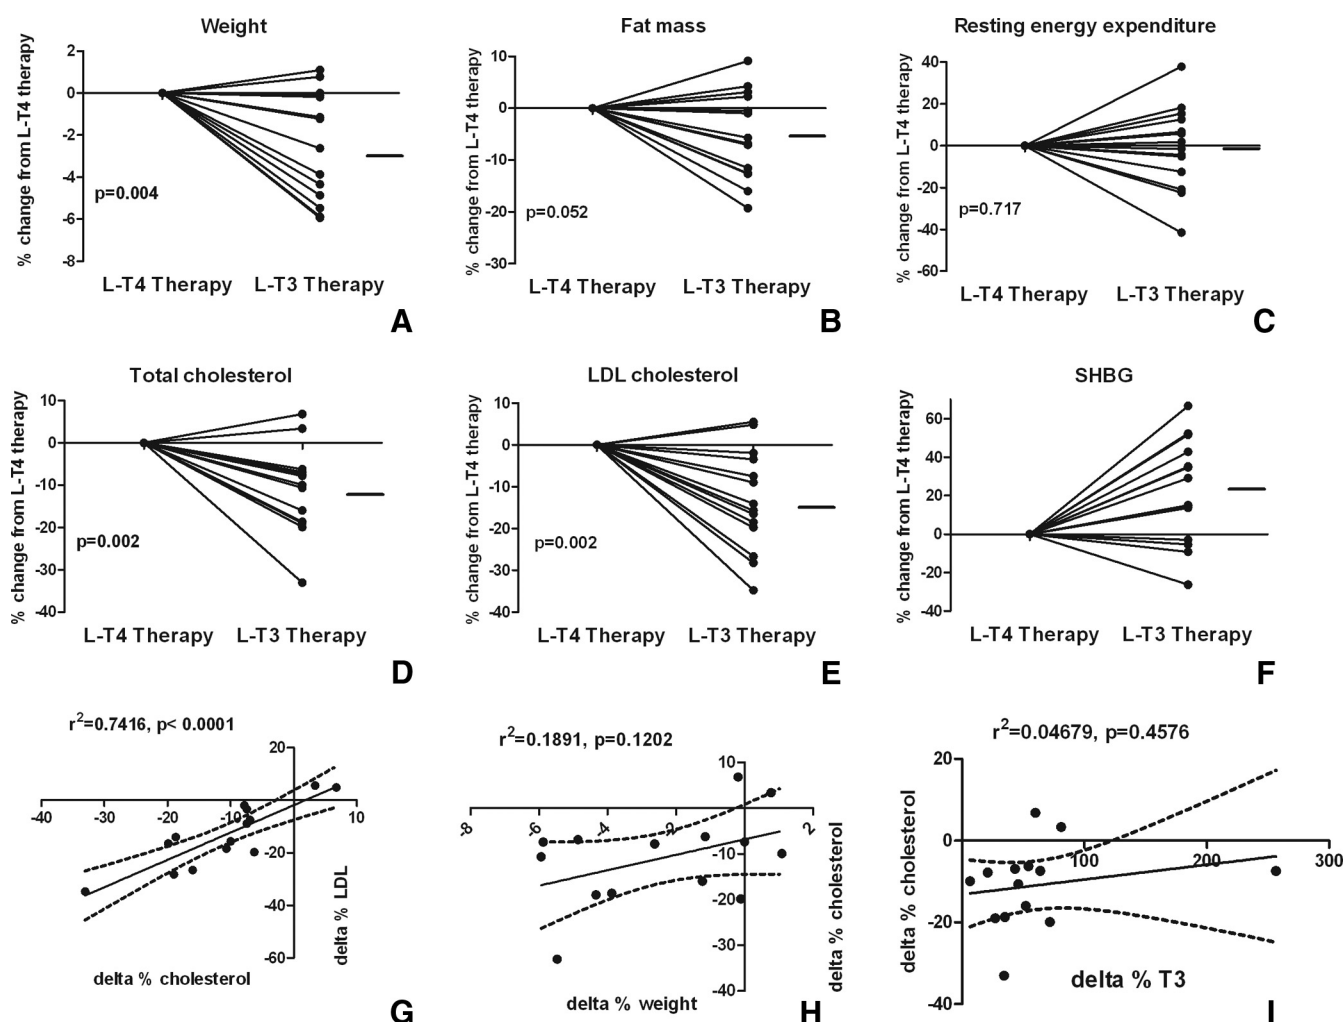 Weight
% change from L-T4 therapy
2
0
-2
-4
-6
-8
p=0.004
L-T4 Therapy L-T3 Therapy
A
Fat mass
% change from L-T4 therapy
10
0
-10
-20
-30
p=0.052
L-T4 Therapy L-T3 Therapy
B
Resting energy expenditure
% change from L-T4 therapy
40
20
0
-20
-40
-60
p=0.717
L-T4 Therapy L-T3 Therapy
C
Total cholesterol
% change from L-T4 therapy
10
0
-10
-20
-30
-40
p=0.002
L-T4 Therapy L-T3 Therapy
D
LDL cholesterol
% change from L-T4 therapy
10
0
-10
-20
-30
-40
p=0.002
L-T4 Therapy L-T3 Therapy
E
SHBG
% change from L-T4 therapy
60
40
20
0
-20
-40
L-T4 Therapy L-T3 Therapy
F
r²=0.7416, p< 0.0001
20
-40 -30 -20 -10 10
-20
-40
-60
delta % LDL
delta % cholesterol
G
r²=0.1891, p=0.1202
10
-8 -6 -4 -2 2
-10
-20
-30
-40
delta % cholesterol
delta % weight
H
r²=0.04679, p=0.4576
20
0
100 200 300
-20
-40
delta % cholesterol
delta % T3
I